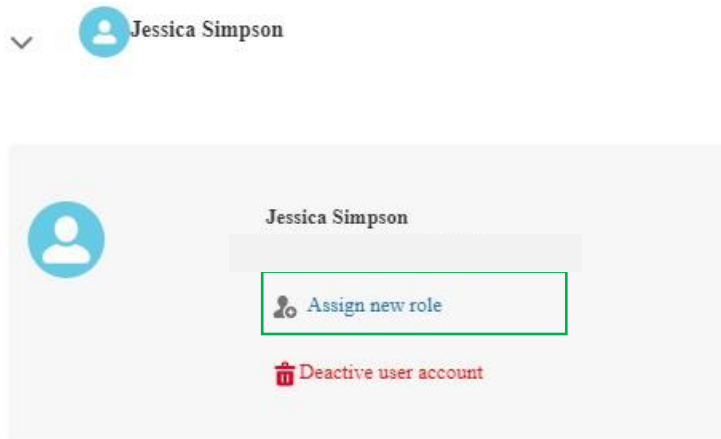 Jessica Simpson
Jessica Simpson
Assign new role
Deactive user account